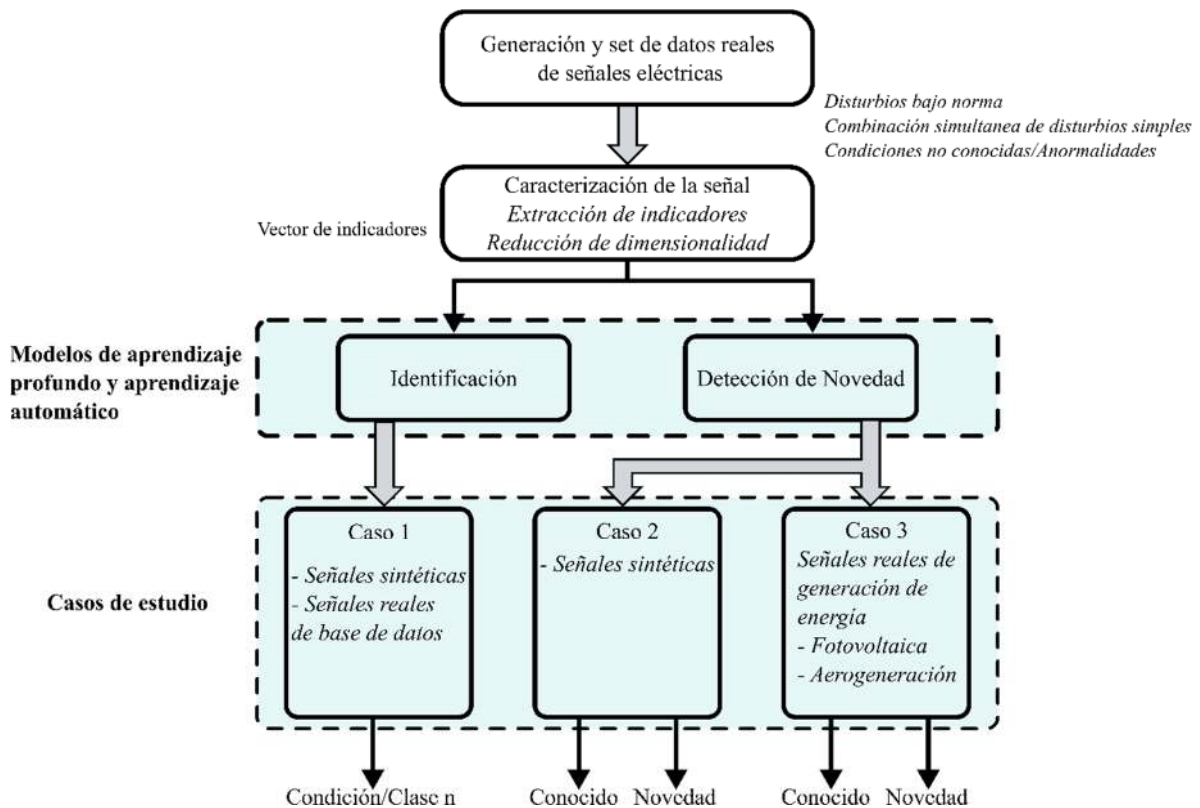 Generación y set de datos reales
de señales eléctricas
Disturbios bajo norma
Combinación simultanea de disturbios simples
Condiciones no conocidas/Anormalidades
Caracterización de la señal
Extracción de indicadores
Reducción de dimensionalidad
Vector de indicadores
Modelos de aprendizaje
profundo y aprendizaje
automático
Identificación
Detección de Novedad
Casos de estudio
Caso 1
- Señales sintéticas
- Señales reales
de base de datos
Caso 2
- Señales sintéticas
Caso 3
Señales reales de
generación de
energía
- Fotovoltaica
- Aerogeneración
Condición/Clase n
Conocido
Novedad
Conocido
Novedad